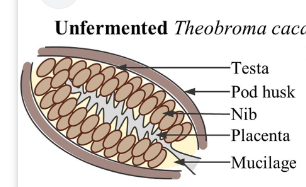 Unfermented Theobroma caca
Testa
Pod husk
Nib
Placenta
Mucilage